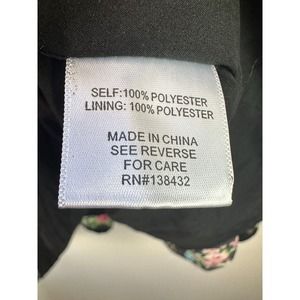 SELF:100% POLYESTER
LINING: 100% POLYESTER
MADE IN CHINA
SEE REVERSE
FOR CARE
RN#138432